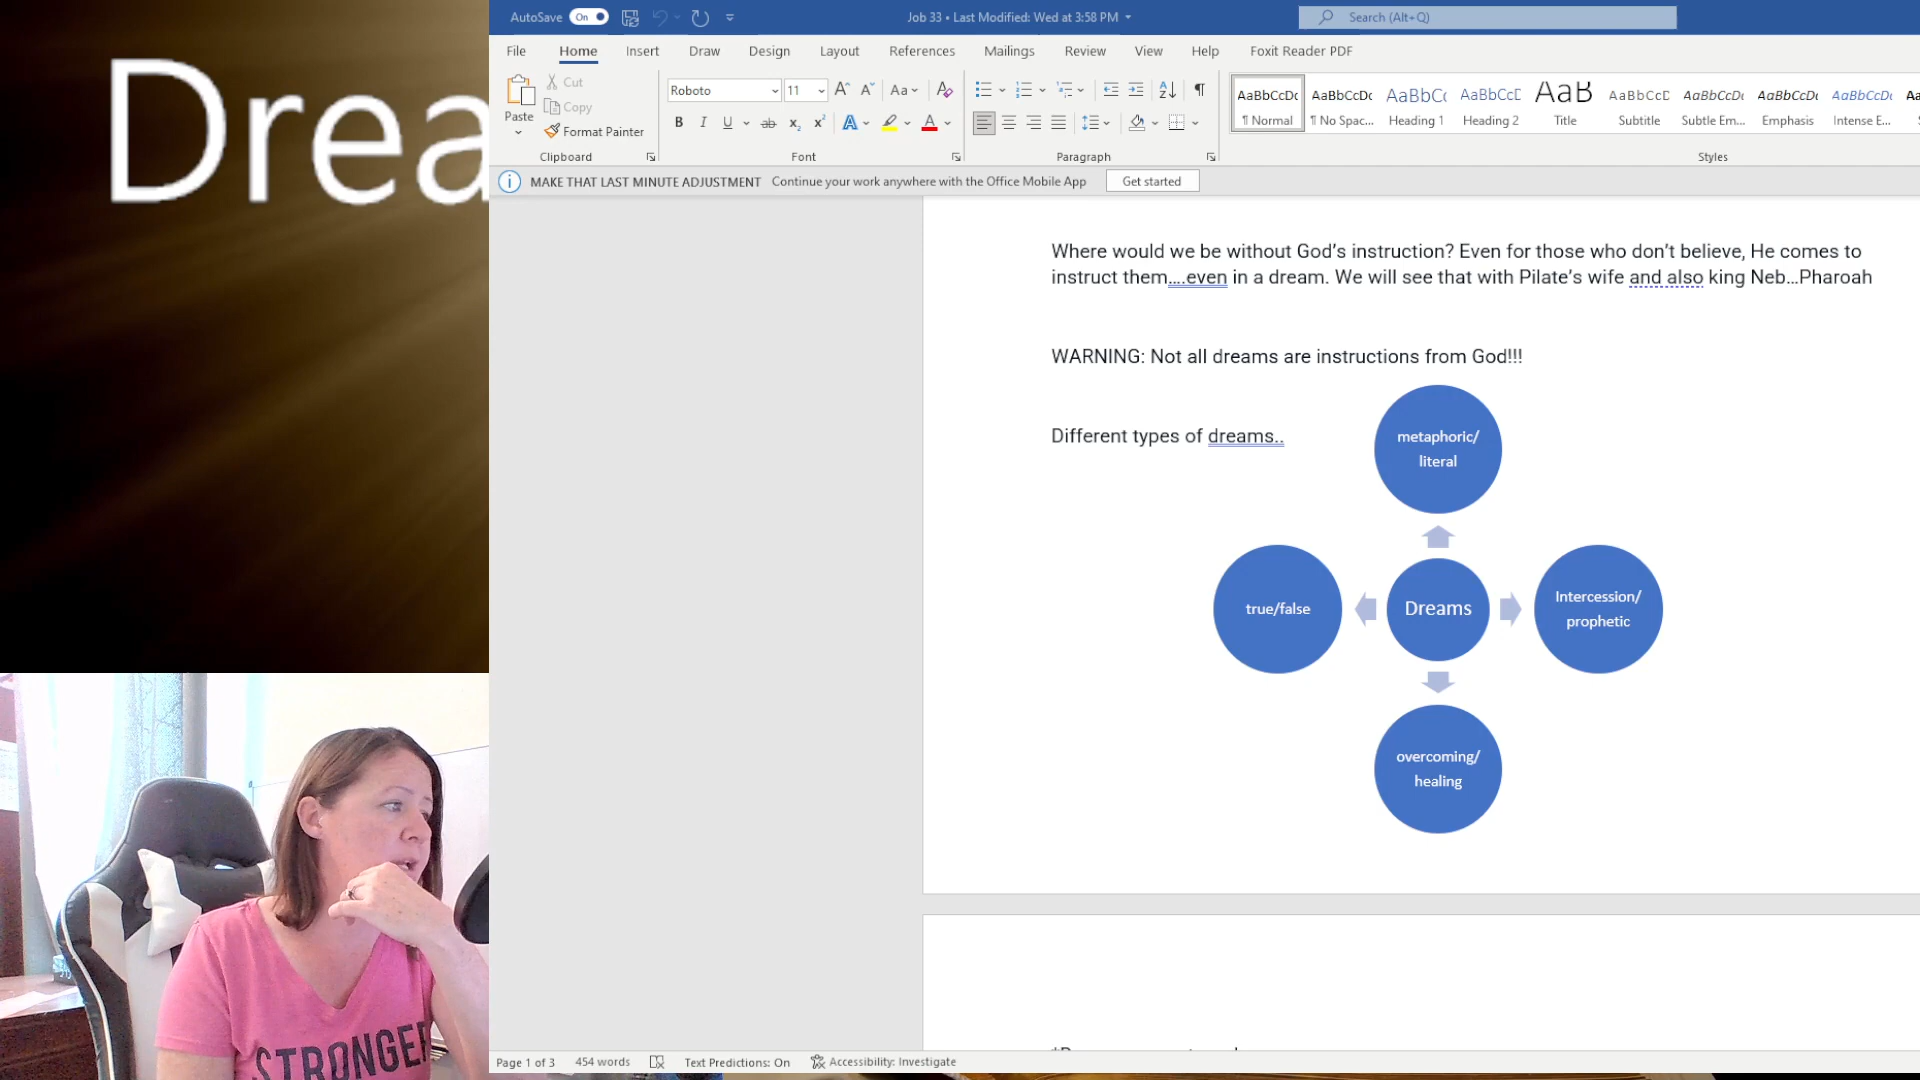 Drea
AutoSave On
Job 33 • Last Modified: Wed at 3:58 PM
Search (Alt+Q)
File Home Insert Draw Design Layout References Mailings Review View Help Foxit Reader PDF
Paste
Cut
Copy
Format Painter
Clipboard
Roboto 11
Font
Paragraph
AaBbCcDc AaBbCcDc AaBbCc AaBbCcD AaB AaBbCcD AaBbCcDc AaBbCcDc AaBbCcDc
¶ Normal ¶ No Spac... Heading 1 Heading 2 Title Subtitle Subtle Em... Emphasis Intense E...
Styles
MAKE THAT LAST MINUTE ADJUSTMENT Continue your work anywhere with the Office Mobile App Get started
Where would we be without God’s instruction? Even for those who don’t believe, He comes to
instruct them....even in a dream. We will see that with Pilate’s wife and also king Neb...Pharoah
WARNING: Not all dreams are instructions from God!!!
Different types of dreams..
metaphoric/
literal
true/false
Dreams
Intercession/
prophetic
overcoming/
healing
STRONGER
Page 1 of 3 454 words Text Predictions: On Accessibility: Investigate